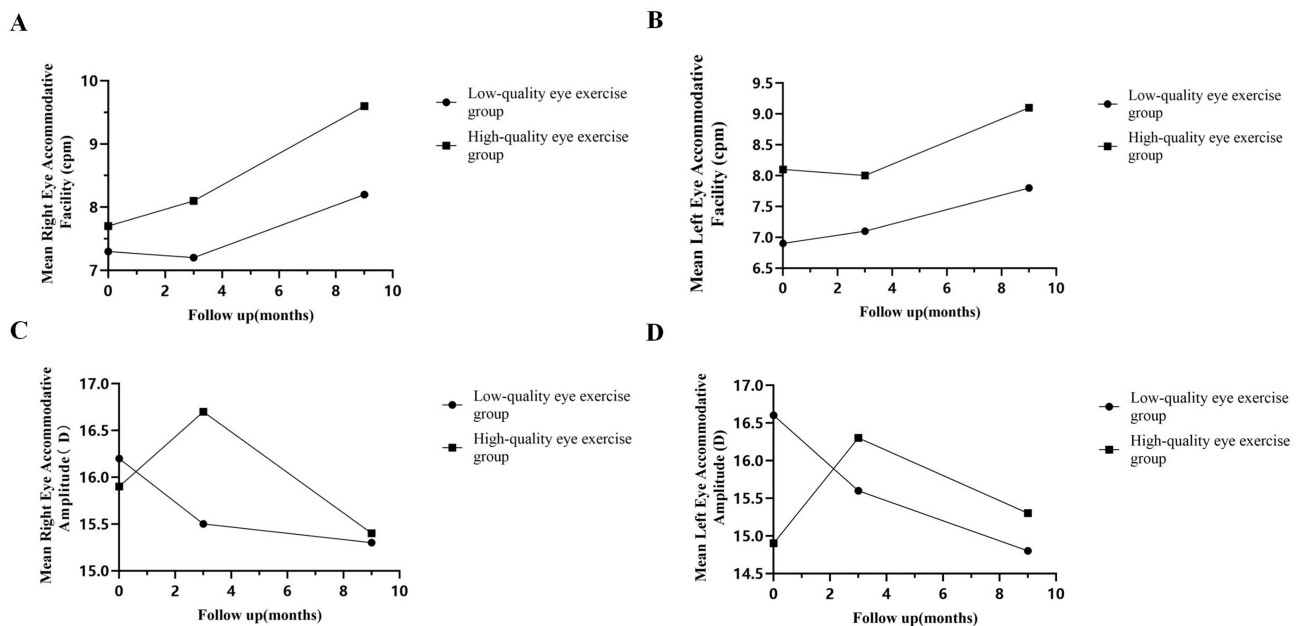 A
Mean Right Eye Accommodative
Facility (cpm)
10
9
8
7
0
2
4
6
8
10
Follow up(months)
Low-quality eye exercise
group
High-quality eye exercise
group
B
Mean Left Eye Accommodative
Facility (cpm)
9.5
9.0
8.5
8.0
7.5
7.0
6.5
0
2
4
6
8
10
Follow up(months)
Low-quality eye exercise
group
High-quality eye exercise
group
C
Mean Right Eye Accommodative
Amplitude（D）
17.0
16.5
16.0
15.5
15.0
0
2
4
6
8
10
Follow up(months)
Low-quality eye exercise
group
High-quality eye exercise
group
D
Mean Left Eye Accommodative
Amplitude (D)
17.0
16.5
16.0
15.5
15.0
14.5
0
2
4
6
8
10
Follow up(months)
Low-quality eye exercise
group
High-quality eye exercise
group